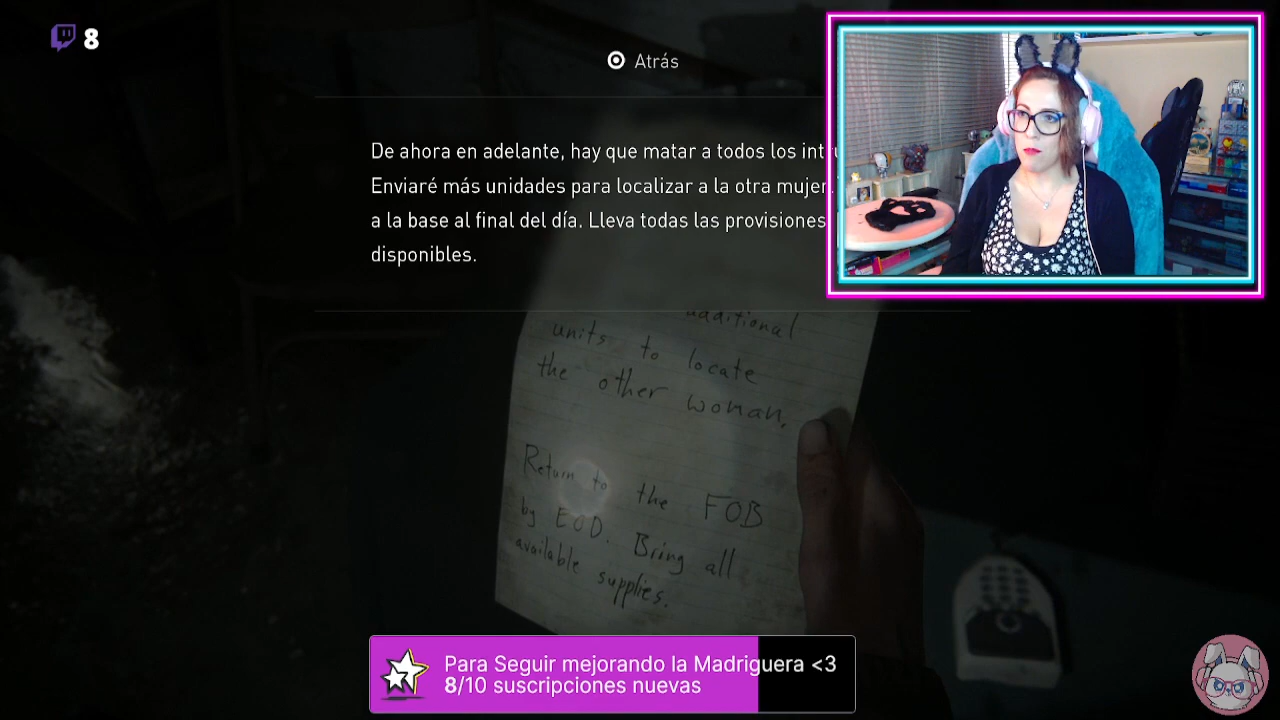 8
Atrás
De ahora en adelante, hay que matar a todos los
Enviaré más unidades para localizar a la otra mujer.
a la base al final del día. Lleva todas las provisiones
disponibles.
additional
units to locate
the other woman.
Return to the FOB
by EOD. Bring all
available supplies.
7
Para Seguir mejorando la Madriguera <3
8/10 suscripciones nuevas